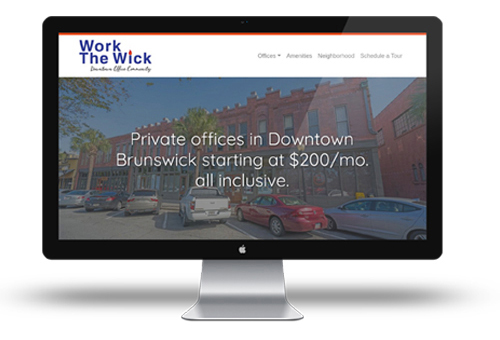 Work
The Wick
Downtown Office Community
Offices Amenities Neighborhood Schedule a Tour
Private offices in Downtown
Brunswick starting at $200/mo.
all inclusive.